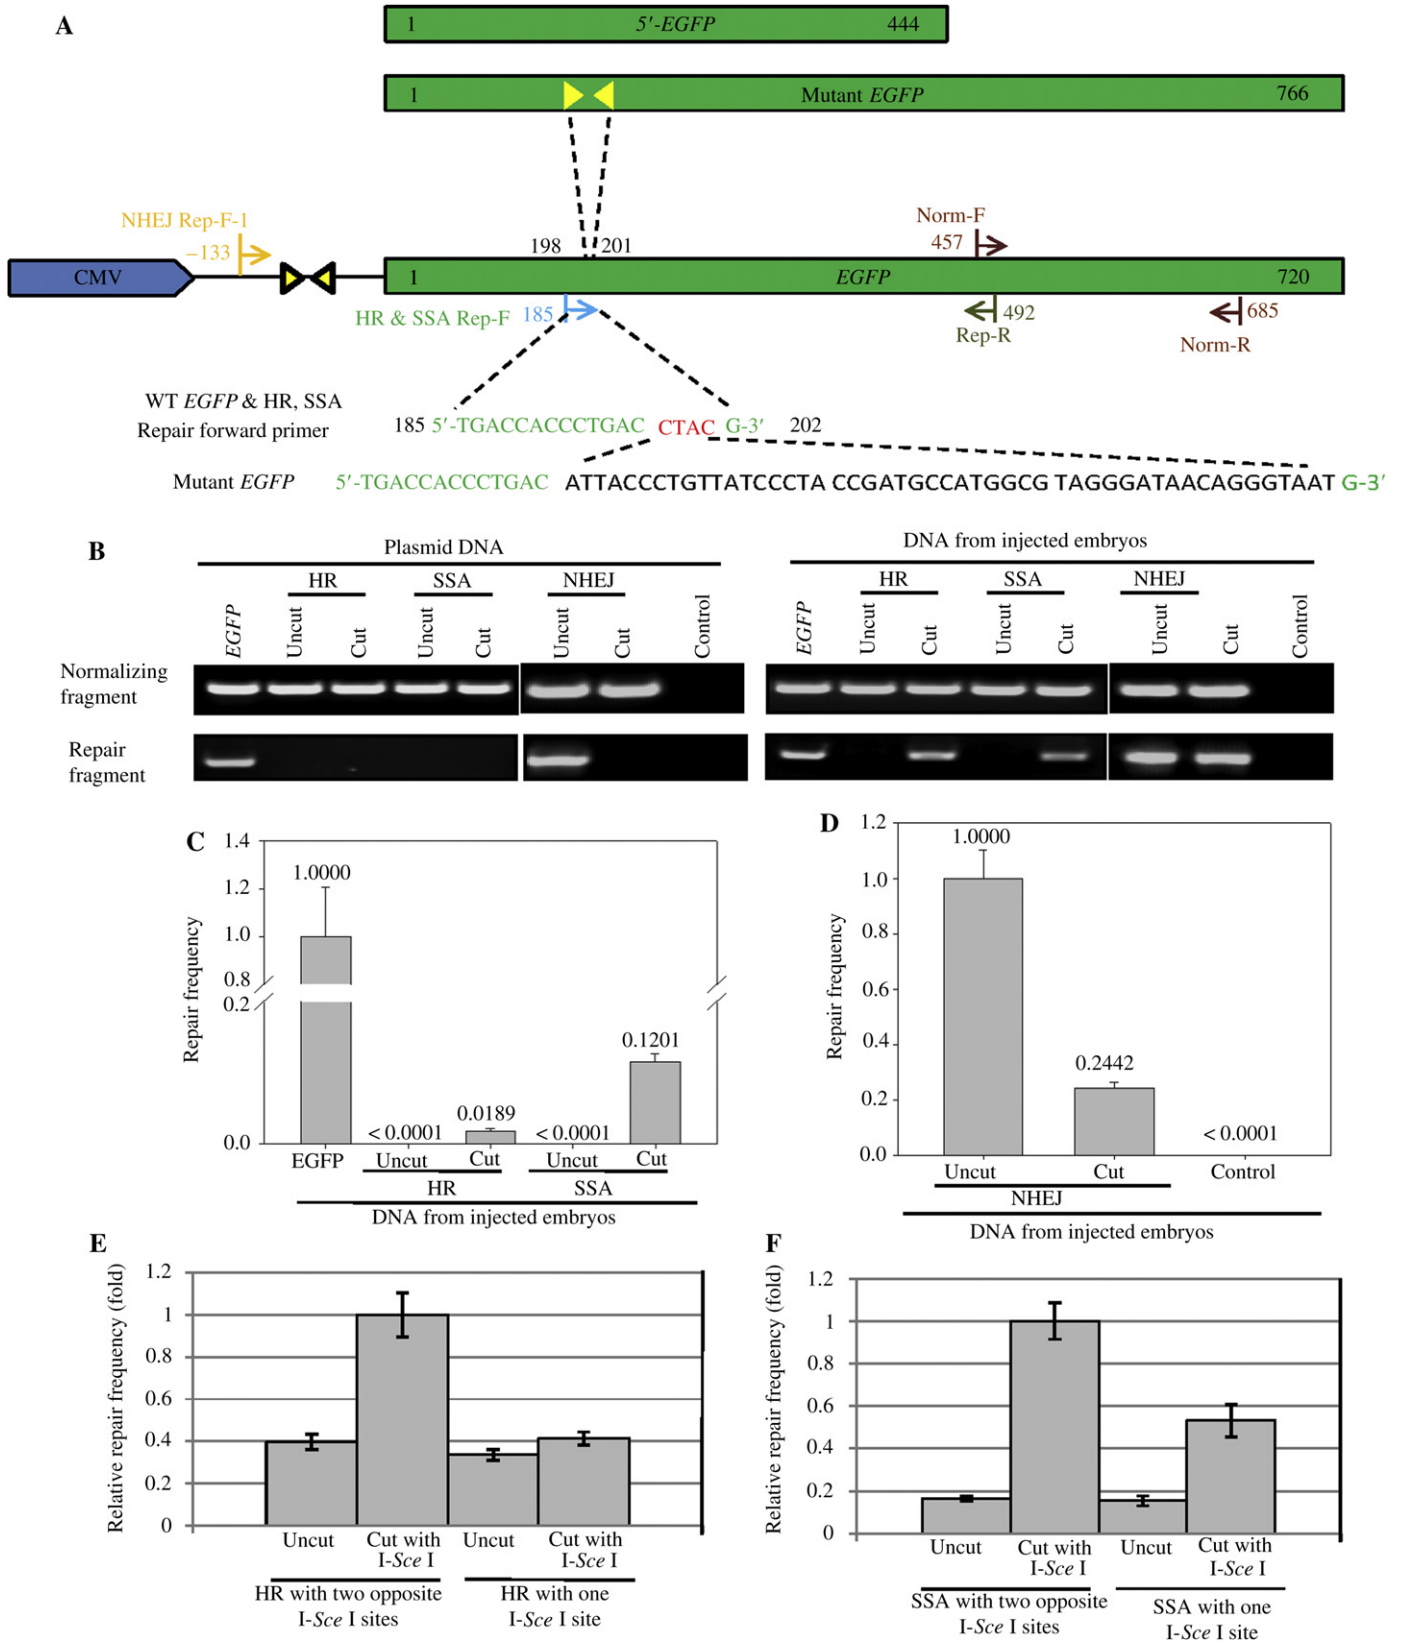 A
1 5′-EGFP 444
1 Mutant EGFP 766
NHEJ Rep-F-1
−133
Norm-F
457
198 201
CMV
1 EGFP 720
HR & SSA Rep-F 185
492
Rep-R
685
Norm-R
WT EGFP & HR, SSA
Repair forward primer
185 5′-TGACCACCCTGAC CTAC G-3′ 202
Mutant EGFP 5′-TGACCACCCTGAC ATTACCCTGTTATCCCTA CCGATGCCATGGCG TAGGGATAACAGGGTAAT G-3′
B
Plasmid DNA
HR SSA NHEJ
EGFP Uncut Cut Uncut Cut Uncut Cut Control
DNA from injected embryos
HR SSA NHEJ
EGFP Uncut Cut Uncut Cut Uncut Cut Control
Normalizing
fragment
Repair
fragment
C
Repair frequency
1.4
1.2
1.0
0.8
0.2
0.0
1.0000
< 0.0001
0.0189
< 0.0001
0.1201
EGFP Uncut Cut Uncut Cut
HR SSA
DNA from injected embryos
D
Repair frequency
1.2
1.0
0.8
0.6
0.4
0.2
0.0
1.0000
0.2442
< 0.0001
Uncut Cut Control
NHEJ
DNA from injected embryos
E
Relative repair frequency (fold)
1.2
1
0.8
0.6
0.4
0.2
0
Uncut Cut with I-Sce I Uncut Cut with I-Sce I
HR with two opposite I-Sce I sites
HR with one I-Sce I site
F
Relative repair frequency (fold)
1.2
1
0.8
0.6
0.4
0.2
0
Uncut Cut with I-Sce I Uncut Cut with I-Sce I
SSA with two opposite I-Sce I sites
SSA with one I-Sce I site